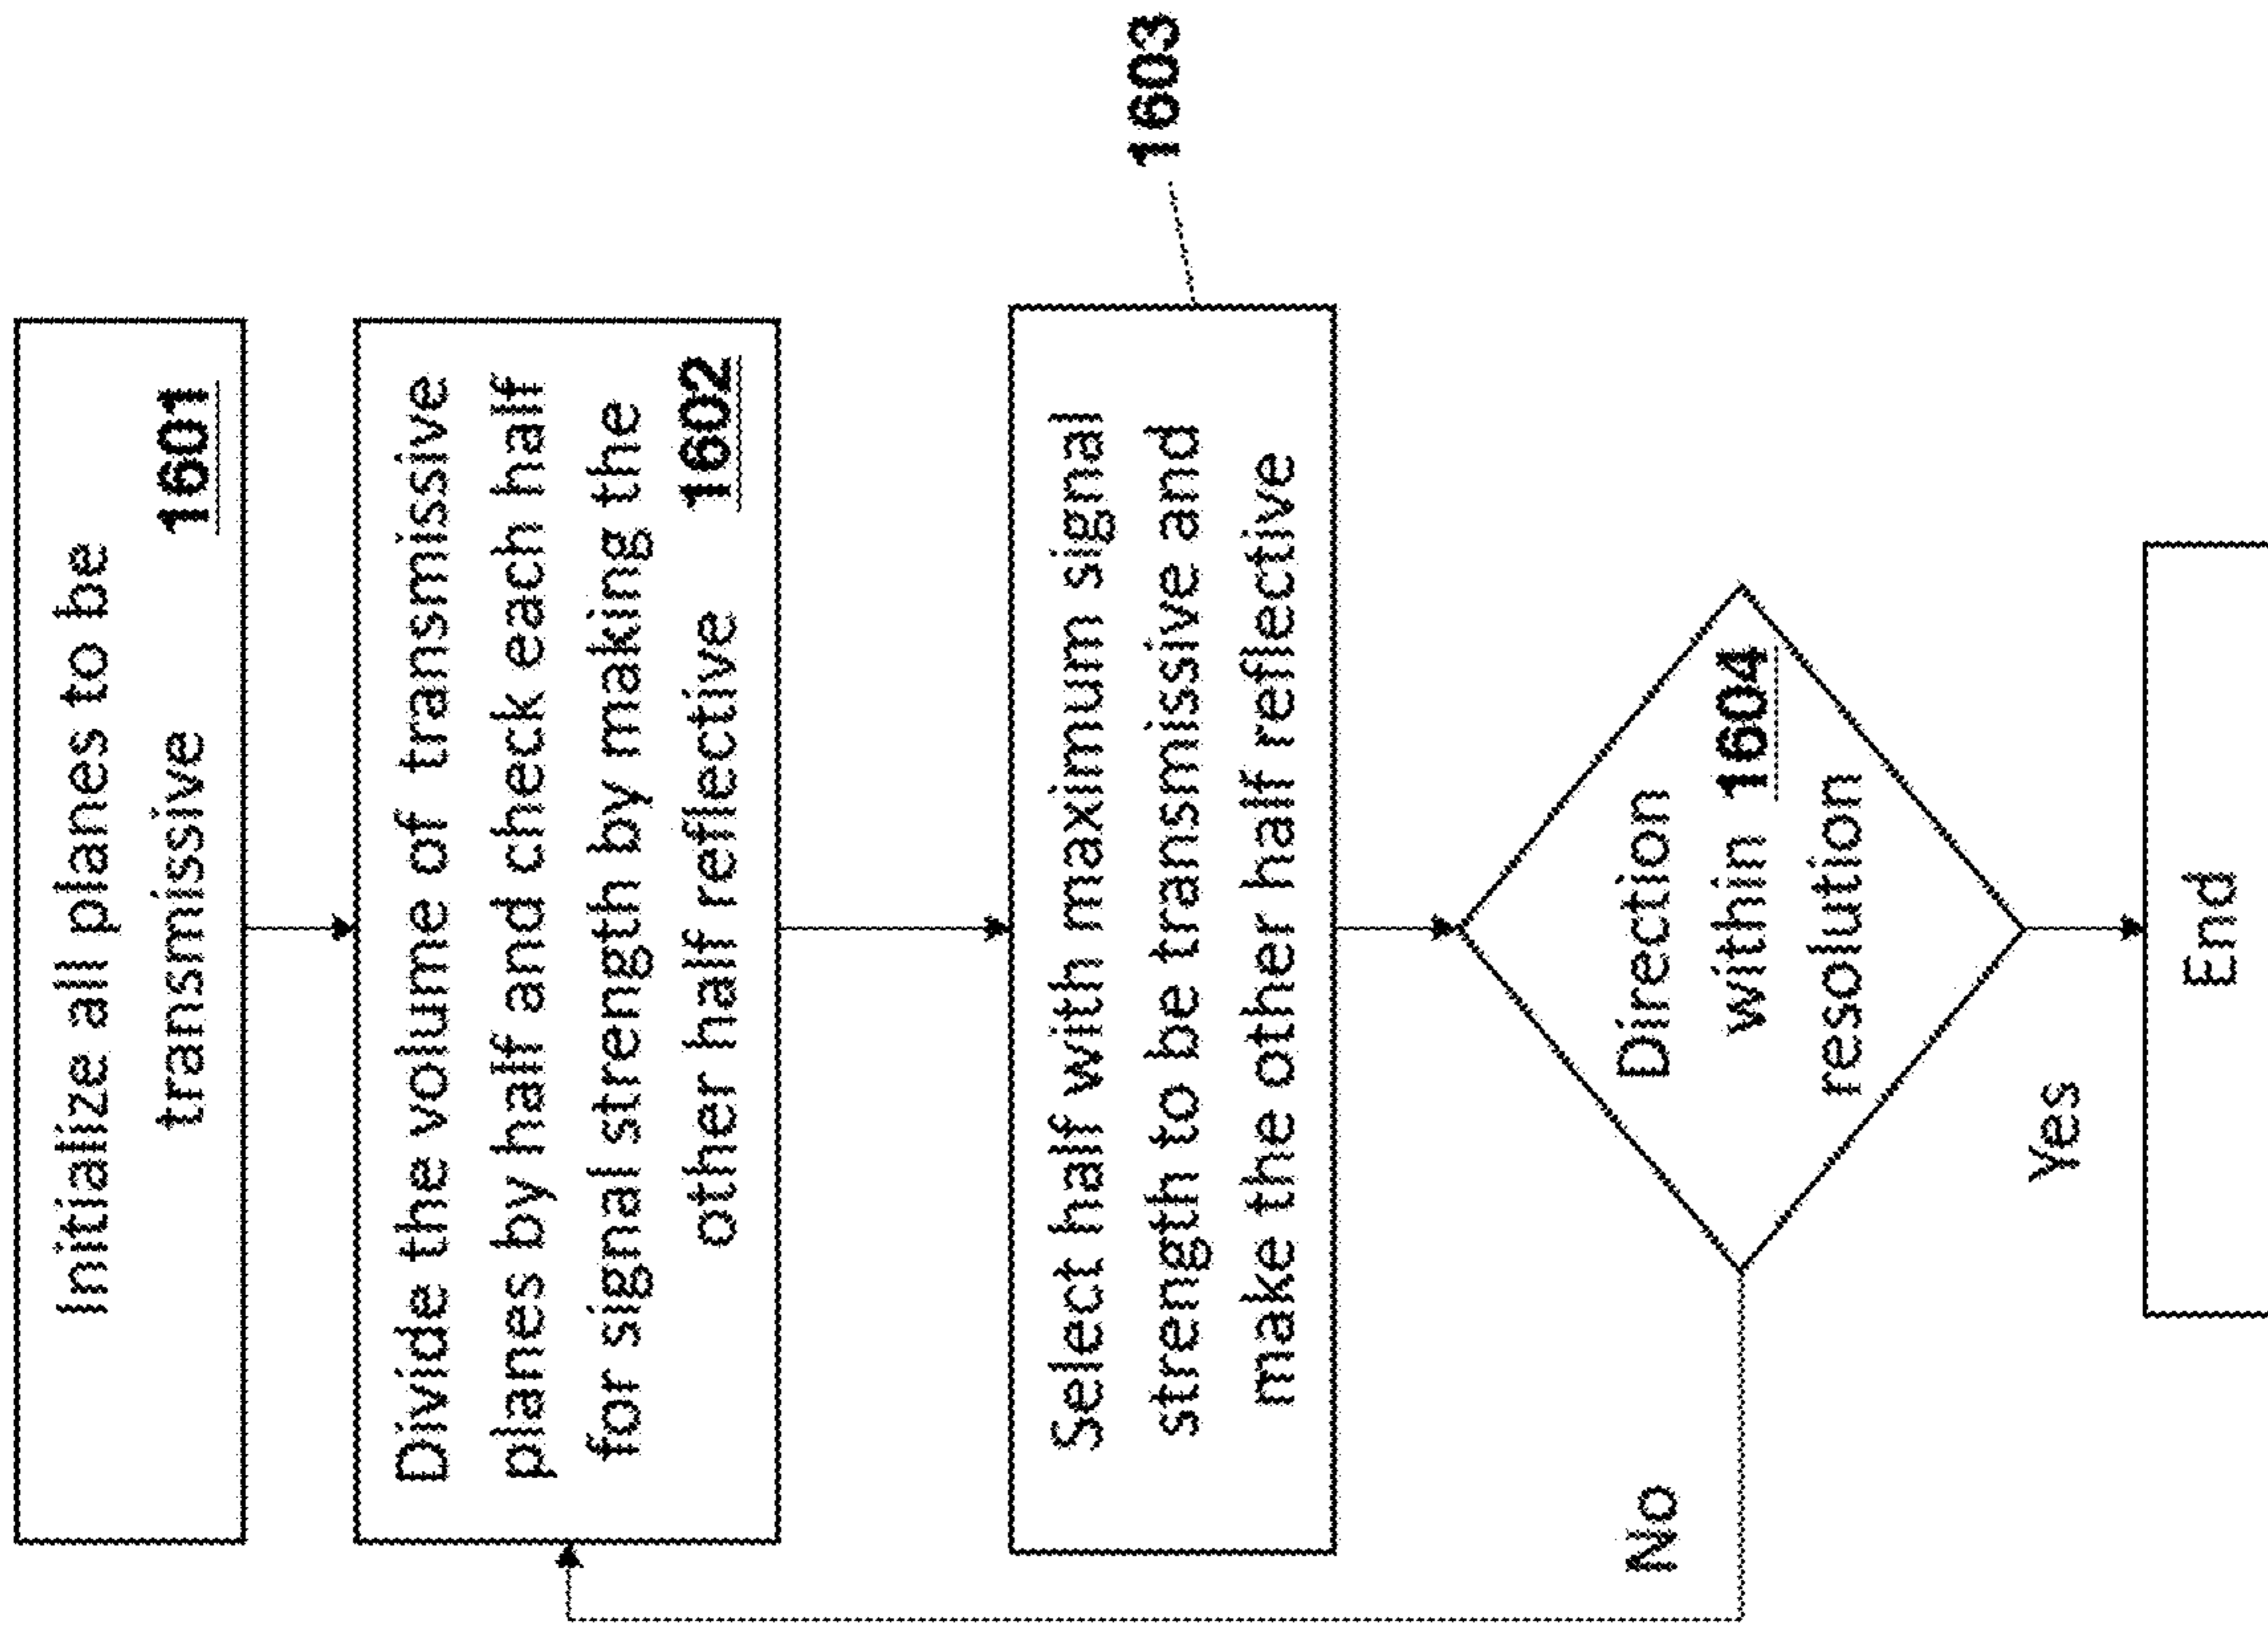 Initialize all planes to be
transmissive 1601
Divide the volume of transmissive
planes by half and check each half
for signal strength by making the
other half reflective 1602
Select half with maximum signal
strength to be transmissive and
make the other half reflective
1603
Direction
within 1604
resolution
No
Yes
End